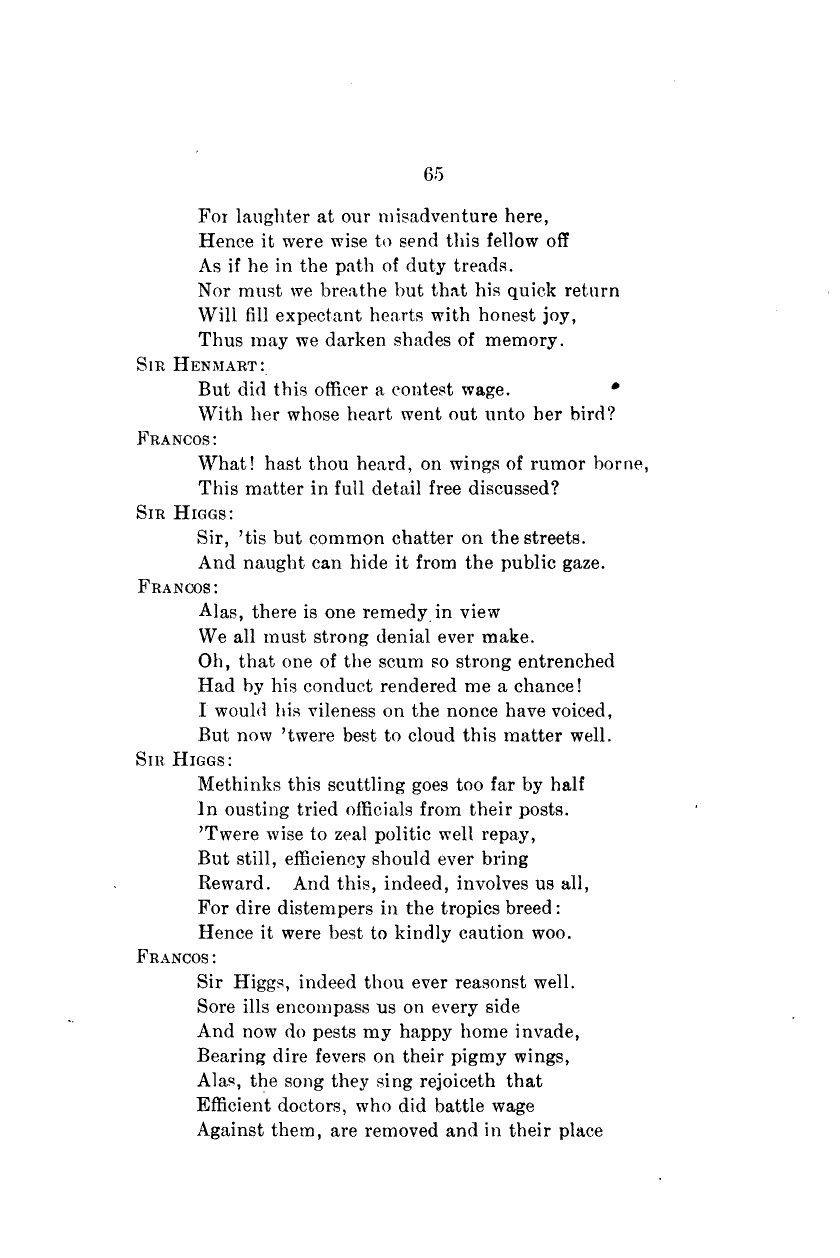 65
For laughter at our misadventure here,
Hence it were wise to send this fellow off
As if he in the path of duty treads.
Nor must we breathe but that his quick return
Will fill expectant hearts with honest joy,
Thus may we darken shades of memory.
SIR HENMART:
But did this officer a contest wage.
With her whose heart went out unto her bird?
FRANCOS:
What! hast thou heard, on wings of rumor borne,
This matter in full detail free discussed?
SIR HIGGS:
Sir, 'tis but common chatter on the streets.
And naught can hide it from the public gaze.
FRANCOS:
Alas, there is one remedy in view
We all must strong denial ever make.
Oh, that one of the scum so strong entrenched
Had by his conduct rendered me a chance!
I would his vileness on the nonce have voiced,
But now 'twere best to cloud this matter well.
SIR HIGGS:
Methinks this scuttling goes too far by half
In ousting tried officials from their posts.
'Twere wise to zeal politic well repay,
But still, efficiency should ever bring
Reward. And this, indeed, involves us all,
For dire distempers in the tropics breed:
Hence it were best to kindly caution woo.
FRANCOS:
Sir Higgs, indeed thou ever reasonst well.
Sore ills encompass us on every side
And now do pests my happy home invade,
Bearing dire fevers on their pigmy wings,
Alas, the song they sing rejoiceth that
Efficient doctors, who did battle wage
Against them, are removed and in their place